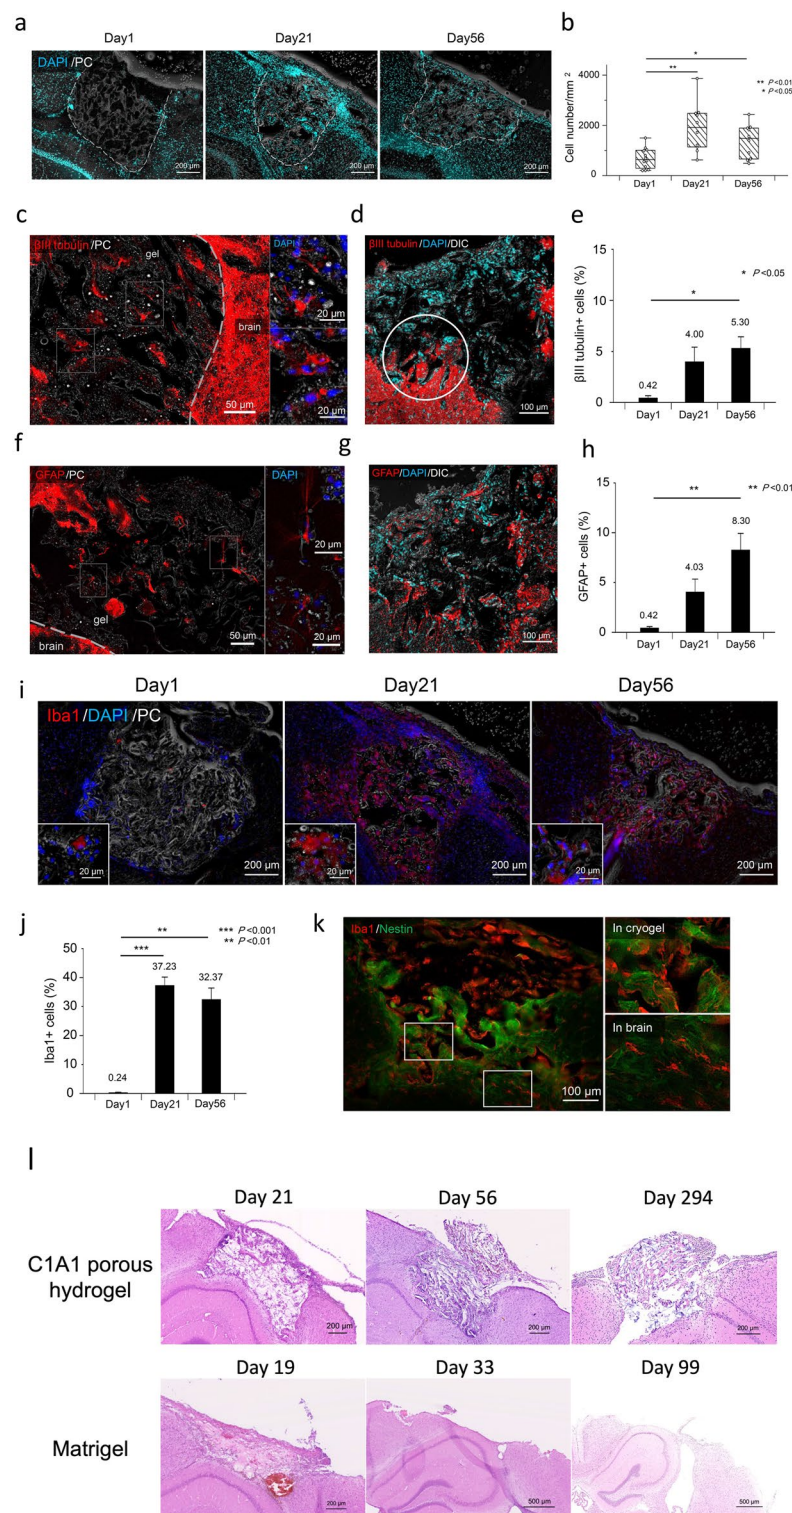 a
Day1
Day21
Day56
DAPI/PC
200 µm
200 µm
200 µm
b
** P<0.01
* P<0.05
*
**
Cell number/mm 2
4000
2000
0
Day1
Day21
Day56
c
βIII tubulin/PC
gel
brain
50 µm
DAPI
20 µm
20 µm
d
βIII tubulin/DAPI/DIC
100 µm
e
βIII tubulin+ cells (%)
15
10
5
0
* P<0.05
*
0.42
4.00
5.30
Day1
Day21
Day56
f
GFAP/PC
gel
brain
50 µm
DAPI
20 µm
20 µm
g
GFAP/DAPI/DIC
100 µm
h
GFAP+ cells (%)
15
10
5
0
** P<0.01
**
0.42
4.03
8.30
Day1
Day21
Day56
i
Day1
Day21
Day56
Iba1/DAPI/PC
20 µm
200 µm
20 µm
200 µm
20 µm
200 µm
j
*** P<0.001
** P<0.01
**
***
Iba1+ cells (%)
50
40
30
20
10
0
0.24
37.23
32.37
Day1
Day21
Day56
k
Iba1/Nestin
100 µm
In cryogel
In brain
l
Day 21
Day 56
Day 294
C1A1 porous
hydrogel
200 µm
200 µm
200 µm
Day 19
Day 33
Day 99
Matrigel
200 µm
500 µm
500 µm